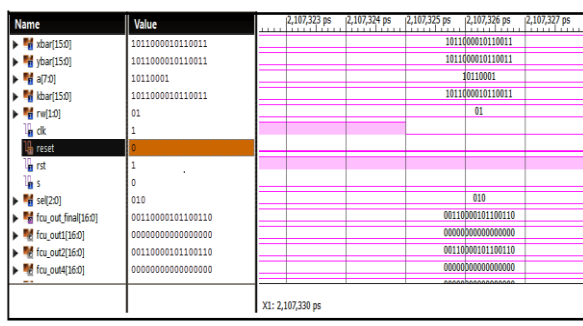 Name Value 2,107,323 ps 2,107,324 ps 2,107,325 ps 2,107,326 ps 2,107,327 ps
xbar[15:0] 1011000010110011 1011000010110011
ybar[15:0] 1011000010110011 1011000010110011
a[7:0] 10110001 10110001
kbar[15:0] 1011000010110011 1011000010110011
rw[1:0] 01 01
clk 1
reset 0
rst 1
s 0
sel[2:0] 010 010
fcu_out_final[16:0] 00110000101100110 00110000101100110
fcu_out1[16:0] 00000000000000000 00000000000000000
fcu_out2[16:0] 00110000101100110 00110000101100110
fcu_out4[16:0] 00000000000000000 00000000000000000
X1: 2,107,330 ps